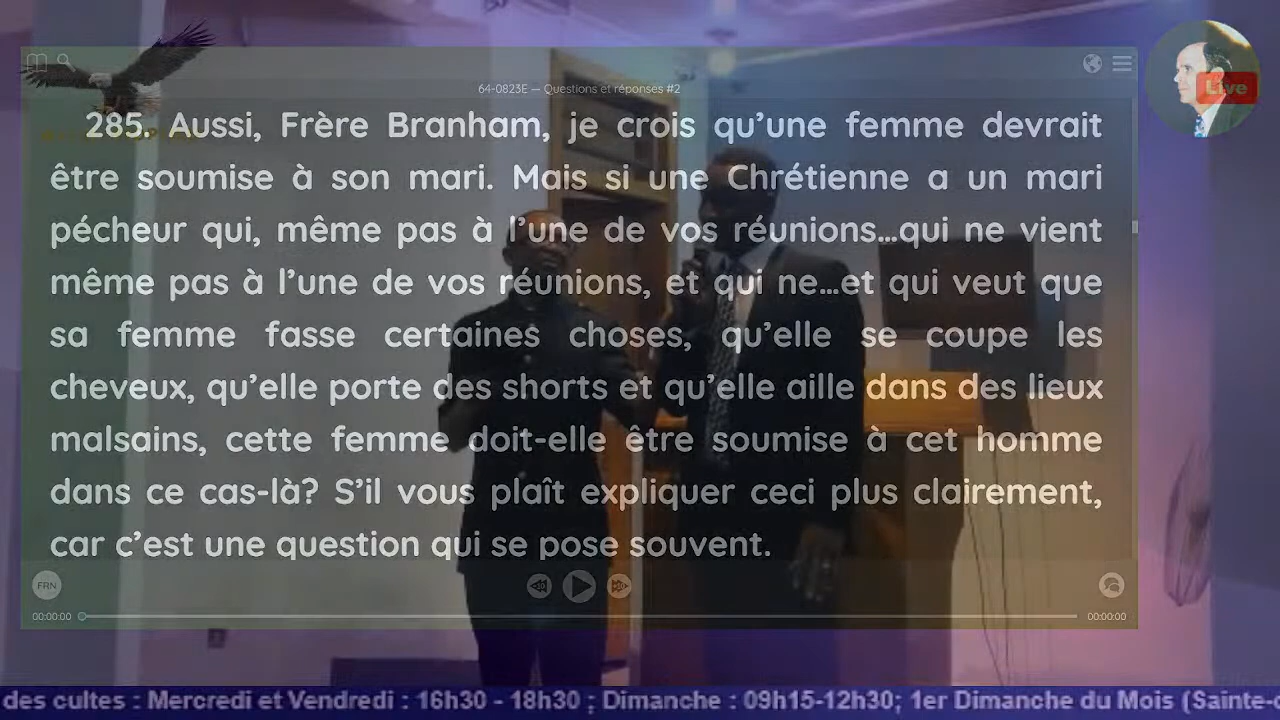 Live
64-0823E — Questions et réponses #2
285. Aussi, Frère Branham, je crois qu’une femme devrait
être soumise à son mari. Mais si une Chrétienne a un mari
pécheur qui, même pas à l’une de vos réunions...qui ne vient
même pas à l’une de vos réunions, et qui ne...et qui veut que
sa femme fasse certaines choses, qu’elle se coupe les
cheveux, qu’elle porte des shorts et qu’elle aille dans des lieux
malsains, cette femme doit-elle être soumise à cet homme
dans ce cas-là? S’il vous plaît expliquer ceci plus clairement,
car c’est une question qui se pose souvent.
FRN
00:00:00
00:00:00
des cultes : Mercredi et Vendredi : 16h30 - 18h30 ; Dimanche : 09h15-12h30; 1er Dimanche du Mois (Sainte-